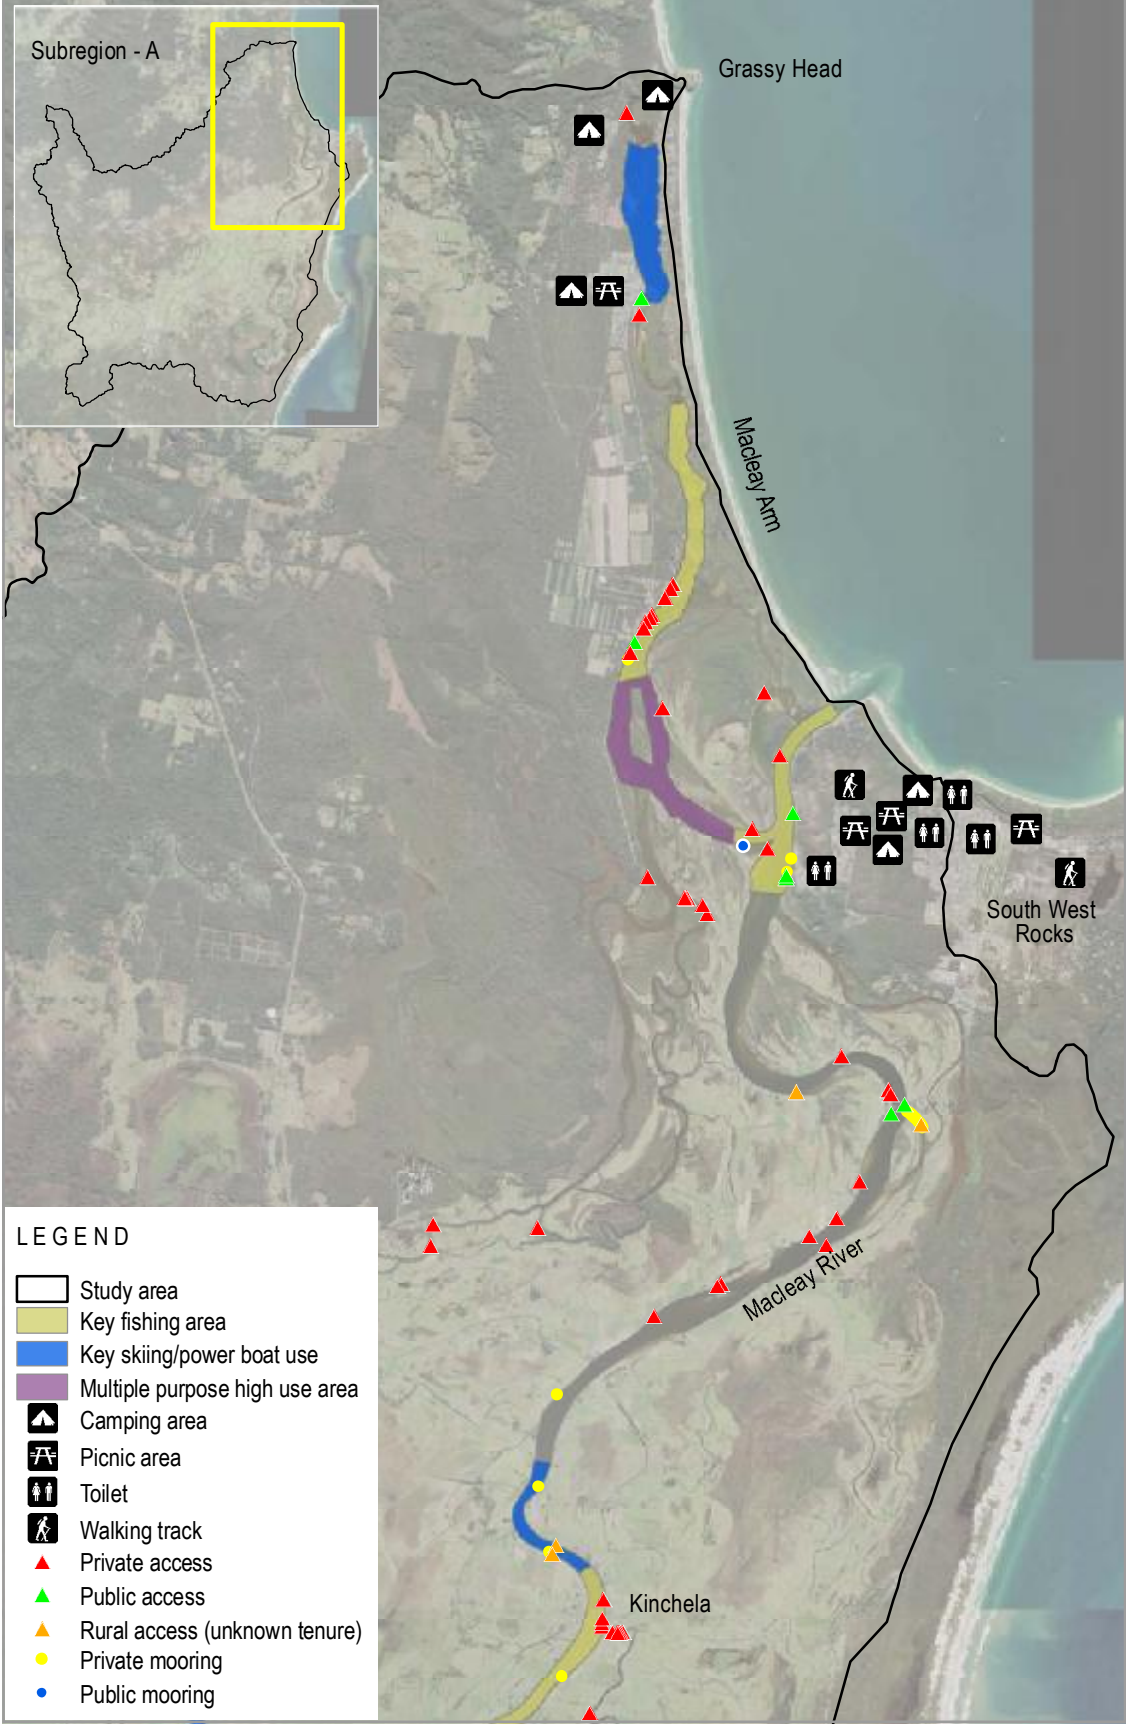 Subregion - A
Grassy Head
Macleay Arm
South West
Rocks
Macleay River
Kinchela
LEGEND
Study area
Key fishing area
Key skiing/power boat use
Multiple purpose high use area
Camping area
Picnic area
Toilet
Walking track
Private access
Public access
Rural access (unknown tenure)
Private mooring
Public mooring